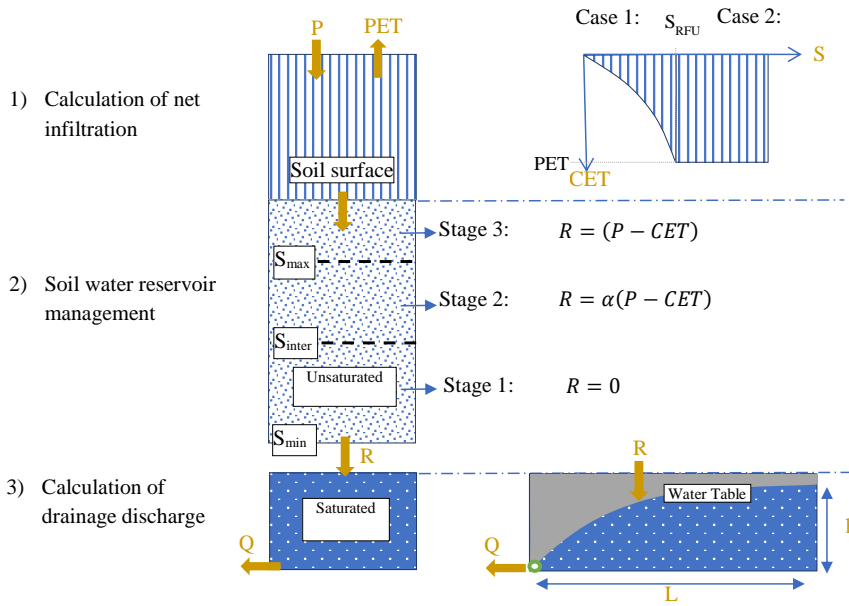 Case 1: S_RFU Case 2:
P PET
S
1) Calculation of net
infiltration
PET
CET
Soil surface
Stage 3: R = (P − CET)
S_max
2) Soil water reservoir
management
Stage 2: R = α(P − CET)
S_inter
Unsaturated
Stage 1: R = 0
S_min
R
R
3) Calculation of
drainage discharge
Saturated
Water Table
Q
Q
L